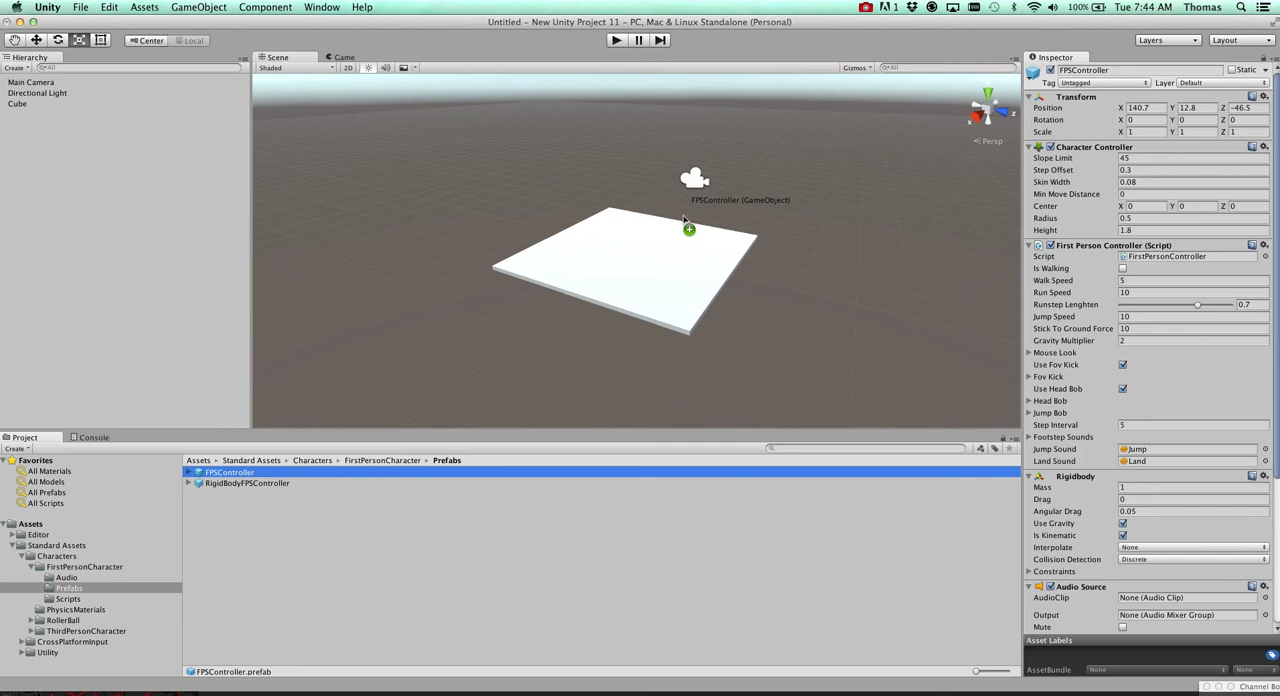 Unity File Edit Assets GameObject Component Window Help 1 100% Tue 7:44 AM Thomas
Untitled - New Unity Project 11 - PC, Mac & Linux Standalone (Personal)
Center Local Layers Layout
Hierarchy Scene Game Inspector
Create All Shaded 2D Gizmos All
FPSController Static
Tag Untagged Layer Default
Main Camera
Directional Light
Cube
Transform
Position X 140.7 Y 12.8 Z -46.5
Rotation X 0 Y 0 Z 0
Scale X 1 Y 1 Z 1
x z
Persp
FPSController (GameObject)
Character Controller
Slope Limit 45
Step Offset 0.3
Skin Width 0.08
Min Move Distance 0
Center X 0 Y 0 Z 0
Radius 0.5
Height 1.8
First Person Controller (Script)
Script FirstPersonController
Is Walking
Walk Speed 5
Run Speed 10
Runstep Lenghten 0.7
Jump Speed 10
Stick To Ground Force 10
Gravity Multiplier 2
Mouse Look
Use Fov Kick
Fov Kick
Use Head Bob
Head Bob
Jump Bob
Step Interval 5
Footstep Sounds
Jump Sound Jump
Land Sound Land
Rigidbody
Mass 1
Drag 0
Angular Drag 0.05
Use Gravity
Is Kinematic
Interpolate None
Collision Detection Discrete
Constraints
Audio Source
AudioClip None (Audio Clip)
Output None (Audio Mixer Group)
Mute
Asset Labels
AssetBundle None None
Channel Bo
Project Console
Create
Favorites
All Materials
All Models
All Prefabs
All Scripts
Assets
Editor
Standard Assets
Characters
FirstPersonCharacter
Audio
Prefabs
Scripts
PhysicsMaterials
RollerBall
ThirdPersonCharacter
CrossPlatformInput
Utility
Assets Standard Assets Characters FirstPersonCharacter Prefabs
FPSController
RigidBodyFPSController
FPSController.prefab